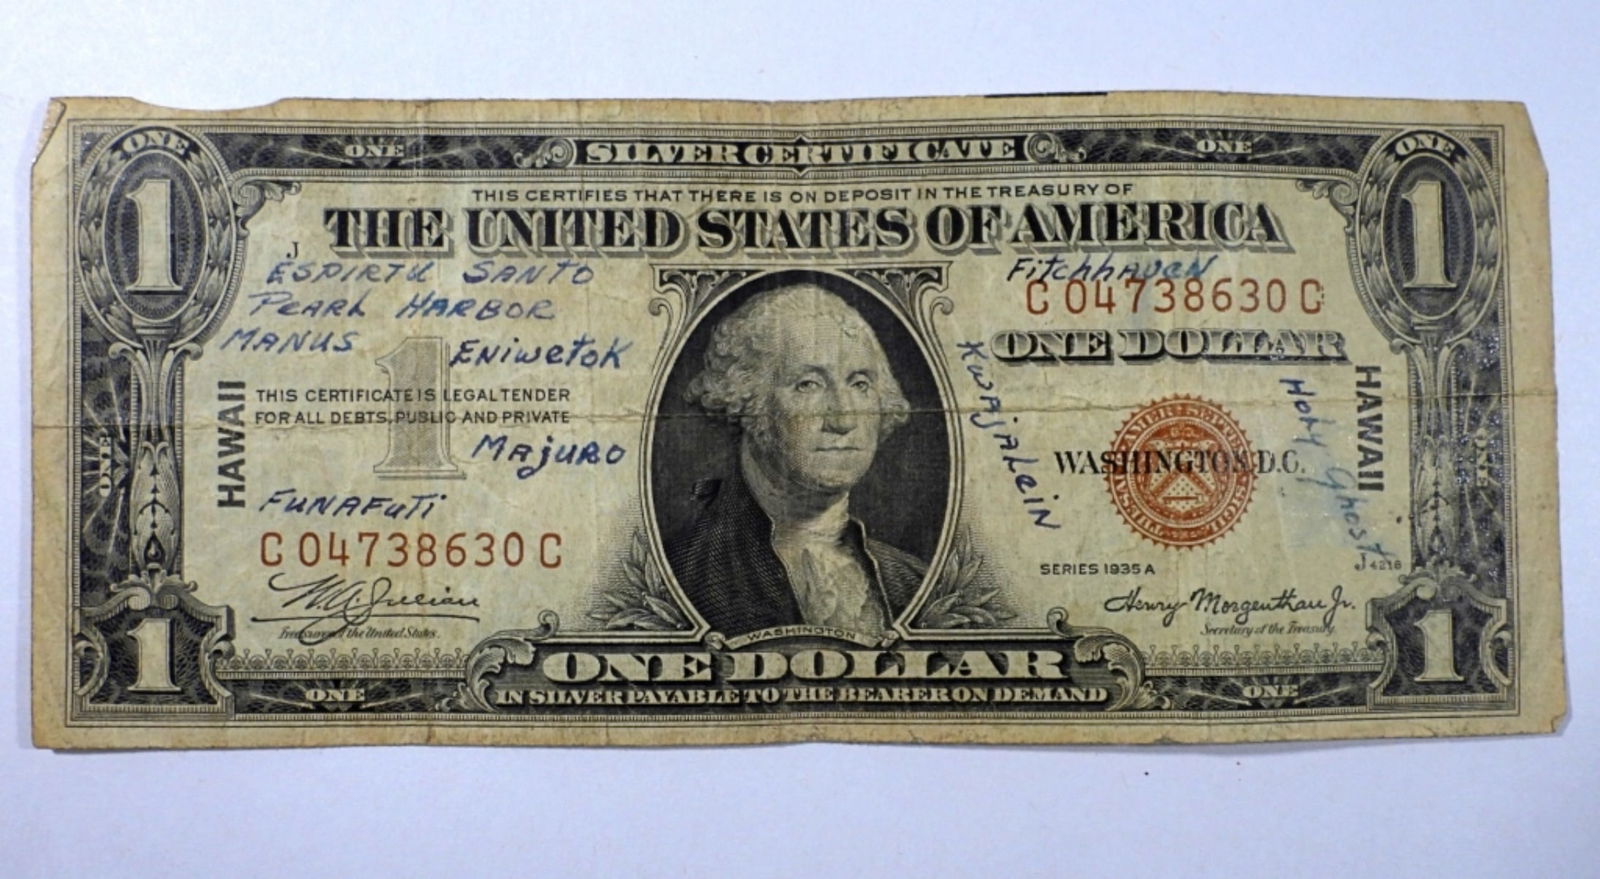 ONE
SILVER CERTIFICATE
ONE
ONE
ONE
1
1
THIS CERTIFIES THAT THERE IS ON DEPOSIT IN THE TREASURY OF
THE UNITED STATES OF AMERICA
J
ESPIRTU SANTO
Fitchhaven
PEARL HARBOR
C 04738630 C
MANUS
ENiwetoK
1
ONE DOLLAR
THIS CERTIFICATE IS LEGAL TENDER
FOR ALL DEBTS, PUBLIC AND PRIVATE
HAWAII
HAWAII
Kwajalein
Holy Ghost
MAjURO
WASHINGTON, D.C.
ONE
ONE
FUNAFUTi
C 04738630 C
SERIES 1935 A
J 4218
W.A. Julian
Treasurer of the United States.
Henry Morgenthau Jr.
Secretary of the Treasury.
WASHINGTON
1
ONE DOLLAR
1
ONE
IN SILVER PAYABLE TO THE BEARER ON DEMAND
ONE